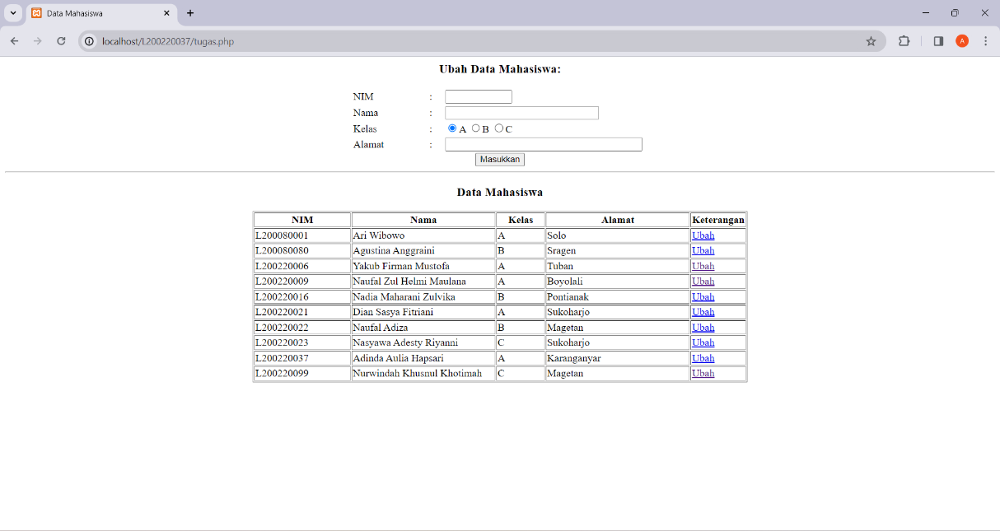 Data Mahasiswa
localhost/L200220037/tugas.php
A
Ubah Data Mahasiswa:
NIM :
Nama :
Kelas : A B C
Alamat :
Masukkan
Data Mahasiswa
NIM Nama Kelas Alamat Keterangan
L200080001 Ari Wibowo A Solo Ubah
L200080080 Agustina Anggraini B Sragen Ubah
L200220006 Yakub Firman Mustofa A Tuban Ubah
L200220009 Naufal Zul Helmi Maulana A Boyolali Ubah
L200220016 Nadia Maharani Zulvika B Pontianak Ubah
L200220021 Dian Sasya Fitriani A Sukoharjo Ubah
L200220022 Naufal Adiza B Magetan Ubah
L200220023 Nasyawa Adesty Riyanni C Sukoharjo Ubah
L200220037 Adinda Aulia Hapsari A Karanganyar Ubah
L200220099 Nurwindah Khusnul Khotimah C Magetan Ubah